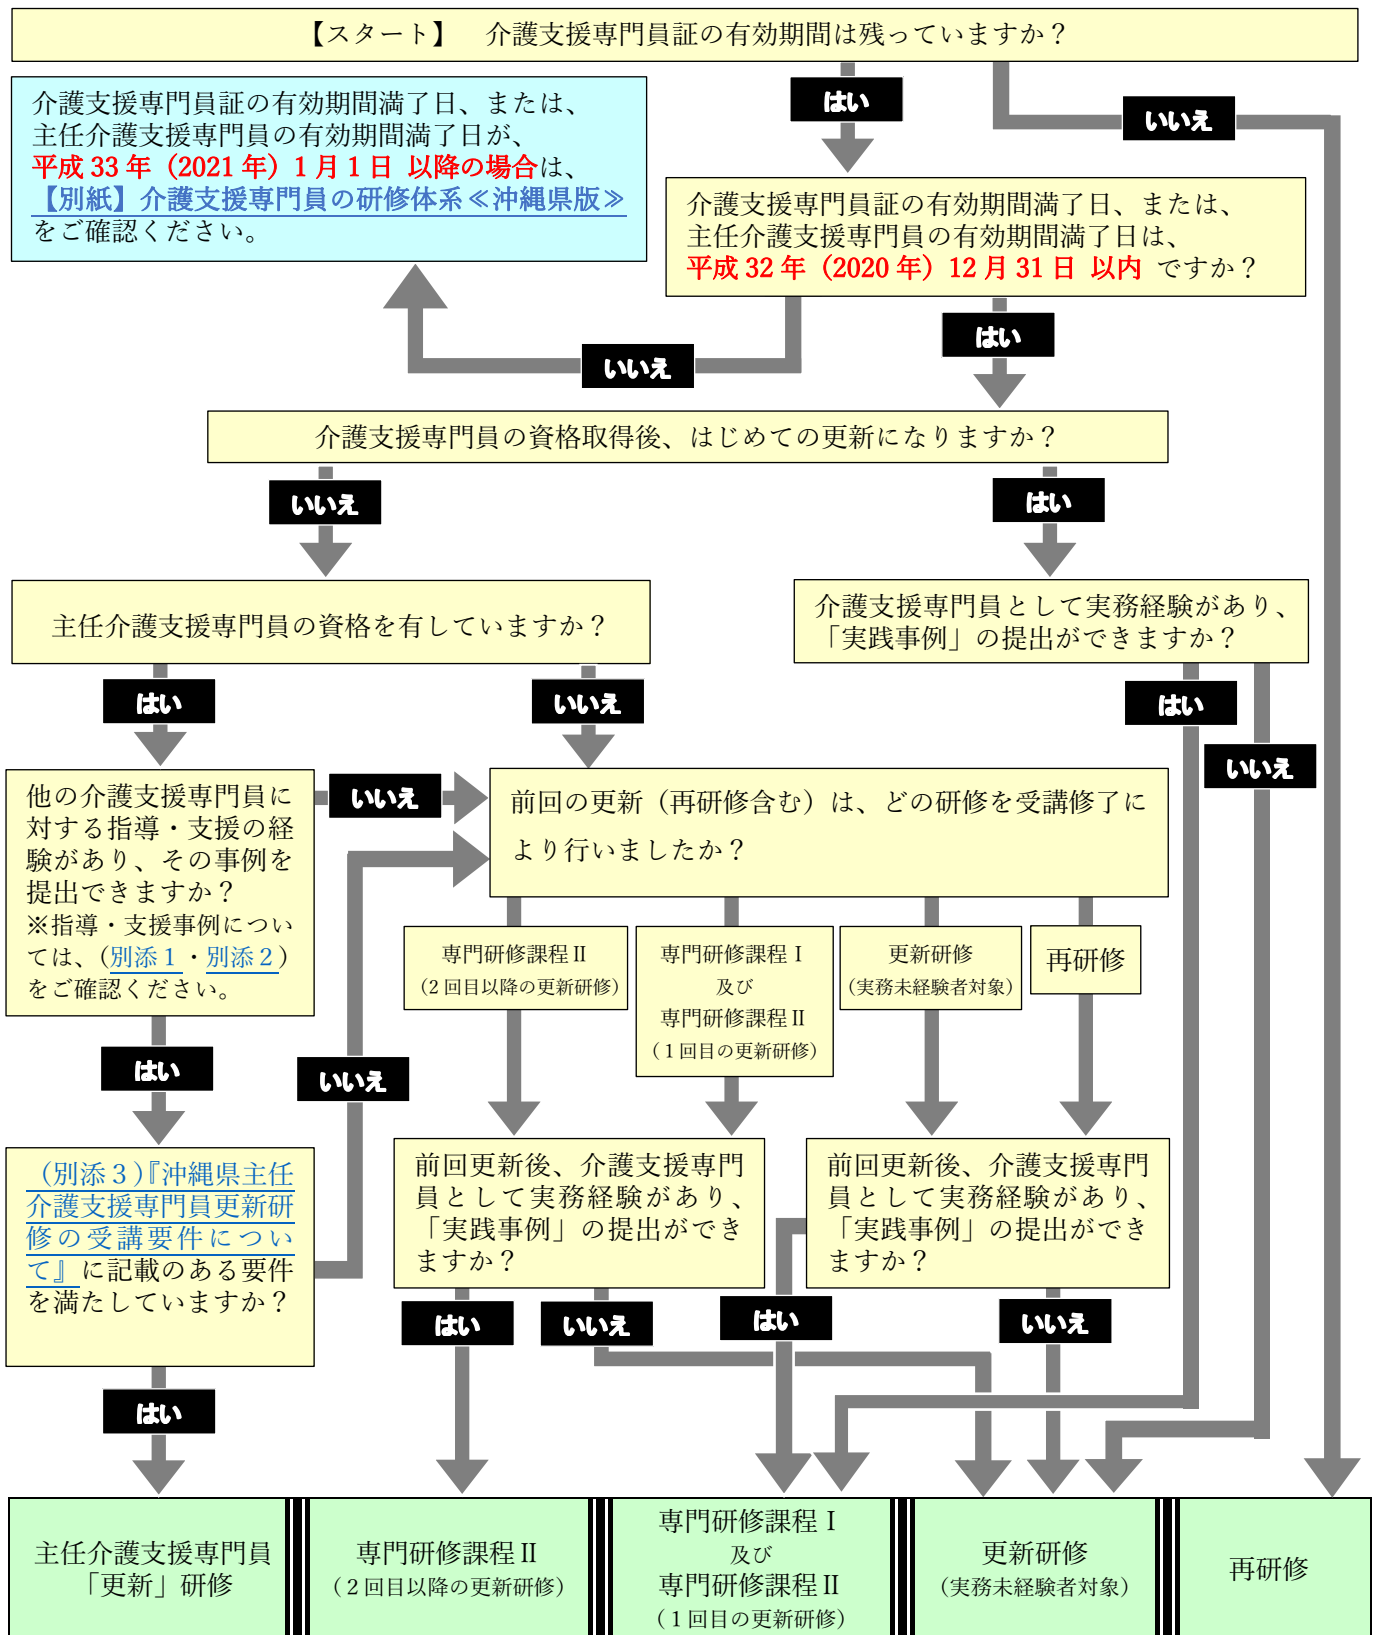 【スタート】　介護支援専門員証の有効期間は残っていますか？
介護支援専門員証の有効期間満了日、または、
主任介護支援専門員の有効期間満了日が、
平成 33 年（2021 年）1 月 1 日 以降の場合は、
【別紙】介護支援専門員の研修体系≪沖縄県版≫
をご確認ください。
はい
いいえ
介護支援専門員証の有効期間満了日、または、
主任介護支援専門員の有効期間満了日は、
平成 32 年（2020 年）12 月 31 日 以内 ですか？
はい
いいえ
介護支援専門員の資格取得後、はじめての更新になりますか？
いいえ
はい
主任介護支援専門員の資格を有していますか？
介護支援専門員として実務経験があり、
「実践事例」の提出ができますか？
はい
いいえ
はい
いいえ
他の介護支援専門員に
対する指導・支援の経
験があり、その事例を
提出できますか？
※指導・支援事例につい
ては、（別添１・別添２）
をご確認ください。
いいえ
前回の更新（再研修含む）は、どの研修を受講修了に
より行いましたか？
専門研修課程Ⅱ
（２回目以降の更新研修）
専門研修課程Ⅰ
及び
専門研修課程Ⅱ
（１回目の更新研修）
更新研修
（実務未経験者対象）
再研修
はい
いいえ
（別添３）『沖縄県主任
介護支援専門員更新研
修の受講要件につい
て』に記載のある要件
を満たしていますか？
前回更新後、介護支援専門
員として実務経験があり、
「実践事例」の提出ができ
ますか？
前回更新後、介護支援専門
員として実務経験があり、
「実践事例」の提出ができ
ますか？
はい
いいえ
はい
いいえ
はい
主任介護支援専門員
「更新」研修
専門研修課程Ⅱ
（２回目以降の更新研修）
専門研修課程Ⅰ
及び
専門研修課程Ⅱ
（１回目の更新研修）
更新研修
（実務未経験者対象）
再研修